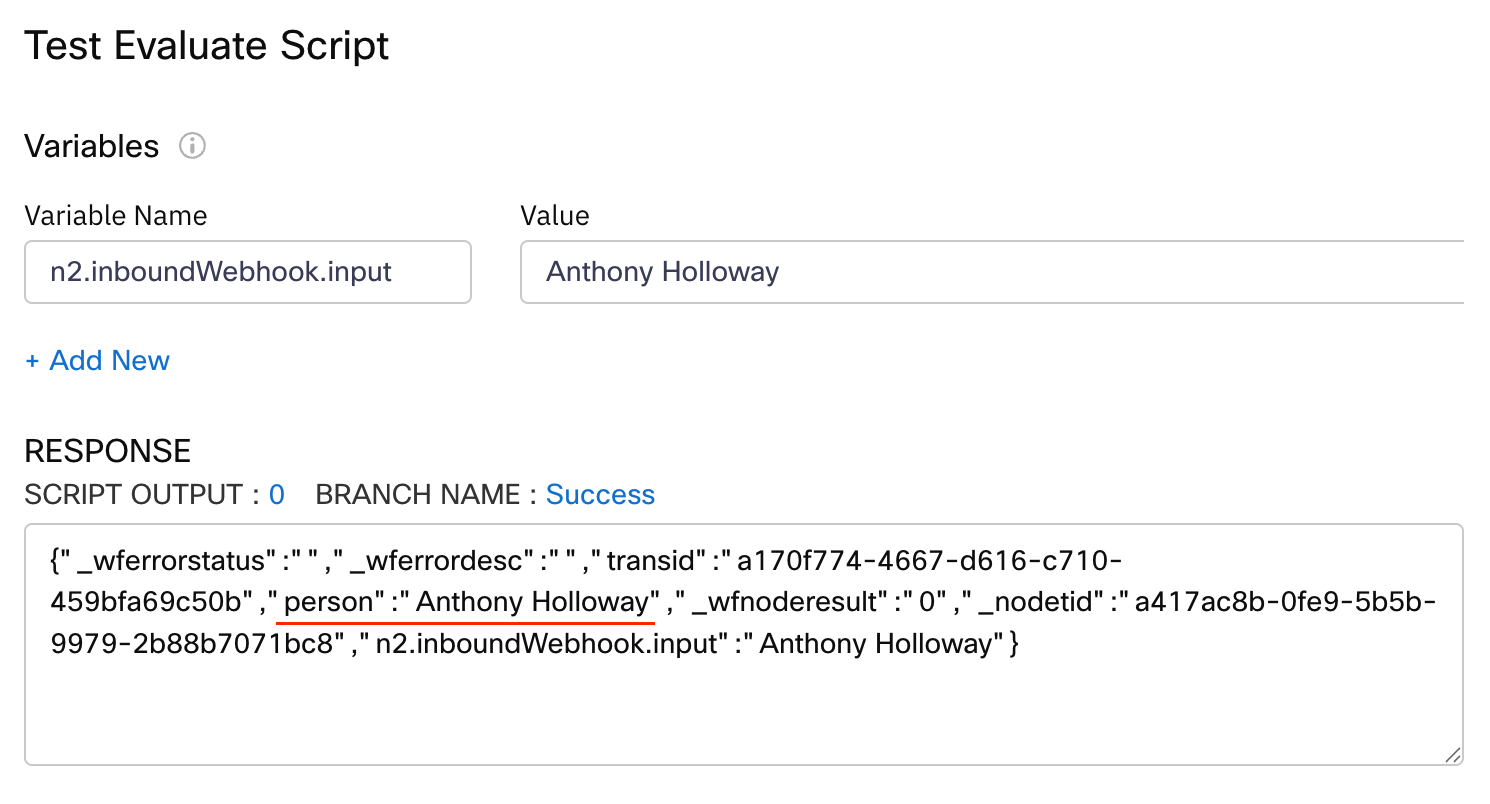 Test Evaluate Script
Variables
Variable Name
Value
n2.inboundWebhook.input
Anthony Holloway
+ Add New
RESPONSE
SCRIPT OUTPUT : 0 BRANCH NAME : Success
{"_wferrorstatus":"","_wferrordesc":"","transid":"a170f774-4667-d616-c710-
459bfa69c50b","person":"Anthony Holloway","_wfnoderesult":"0","_nodetid":"a417ac8b-0fe9-5b5b-
9979-2b88b7071bc8","n2.inboundWebhook.input":"Anthony Holloway"}